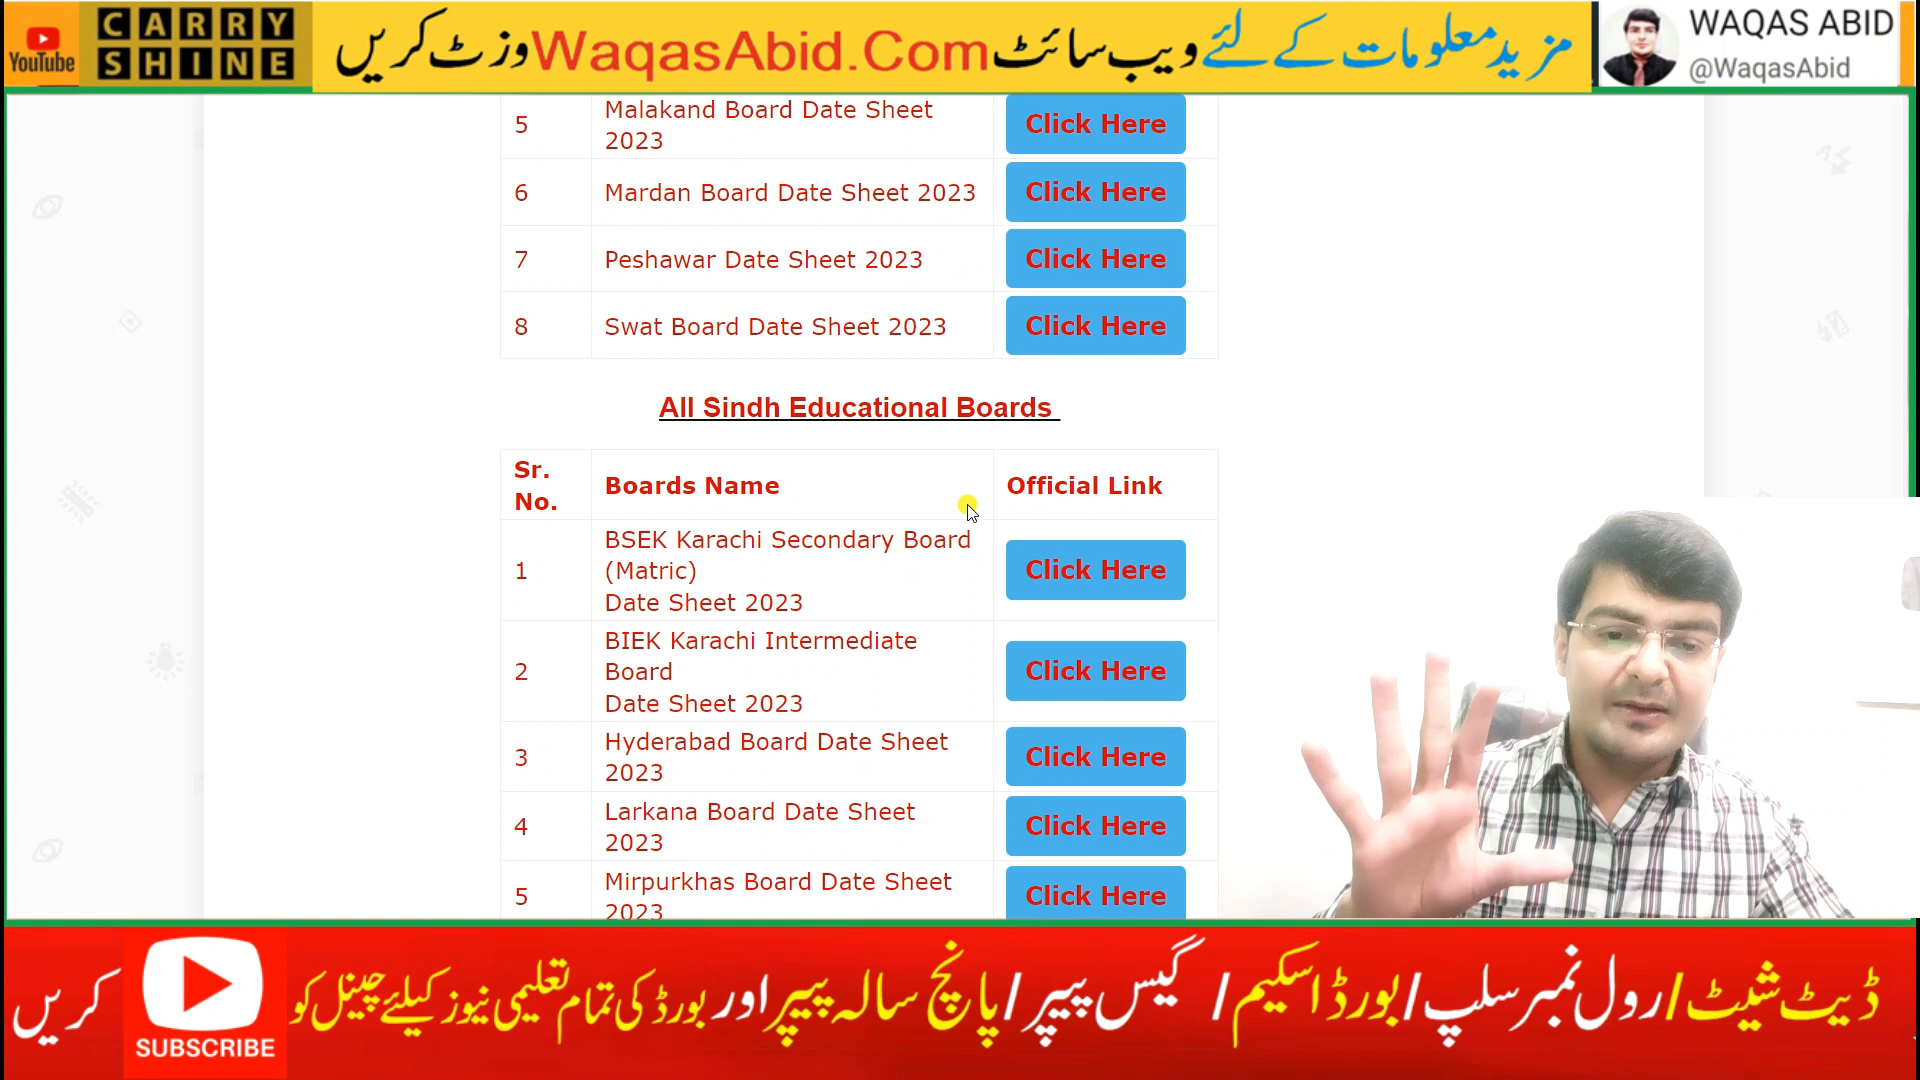 YouTube
CARRY
SHINE
مزید معلومات کے لئے ویب سائٹ WaqasAbid.Com وزٹ کریں
WAQAS ABID
@WaqasAbid
5
Malakand Board Date Sheet
2023
Click Here
6
Mardan Board Date Sheet 2023
Click Here
7
Peshawar Date Sheet 2023
Click Here
8
Swat Board Date Sheet 2023
Click Here
All Sindh Educational Boards
Sr.
No.
Boards Name
Official Link
1
BSEK Karachi Secondary Board
(Matric)
Date Sheet 2023
Click Here
2
BIEK Karachi Intermediate
Board
Date Sheet 2023
Click Here
3
Hyderabad Board Date Sheet
2023
Click Here
4
Larkana Board Date Sheet
2023
Click Here
5
Mirpurkhas Board Date Sheet
2023
Click Here
ڈیٹ شیٹ/رول نمبر سلپ/بورڈ اسکیم/گیس پیپر/پانچ سالہ پیپر اور بورڈ کی تمام تعلیمی نیوز کیلئے چینل کو SUBSCRIBE کریں